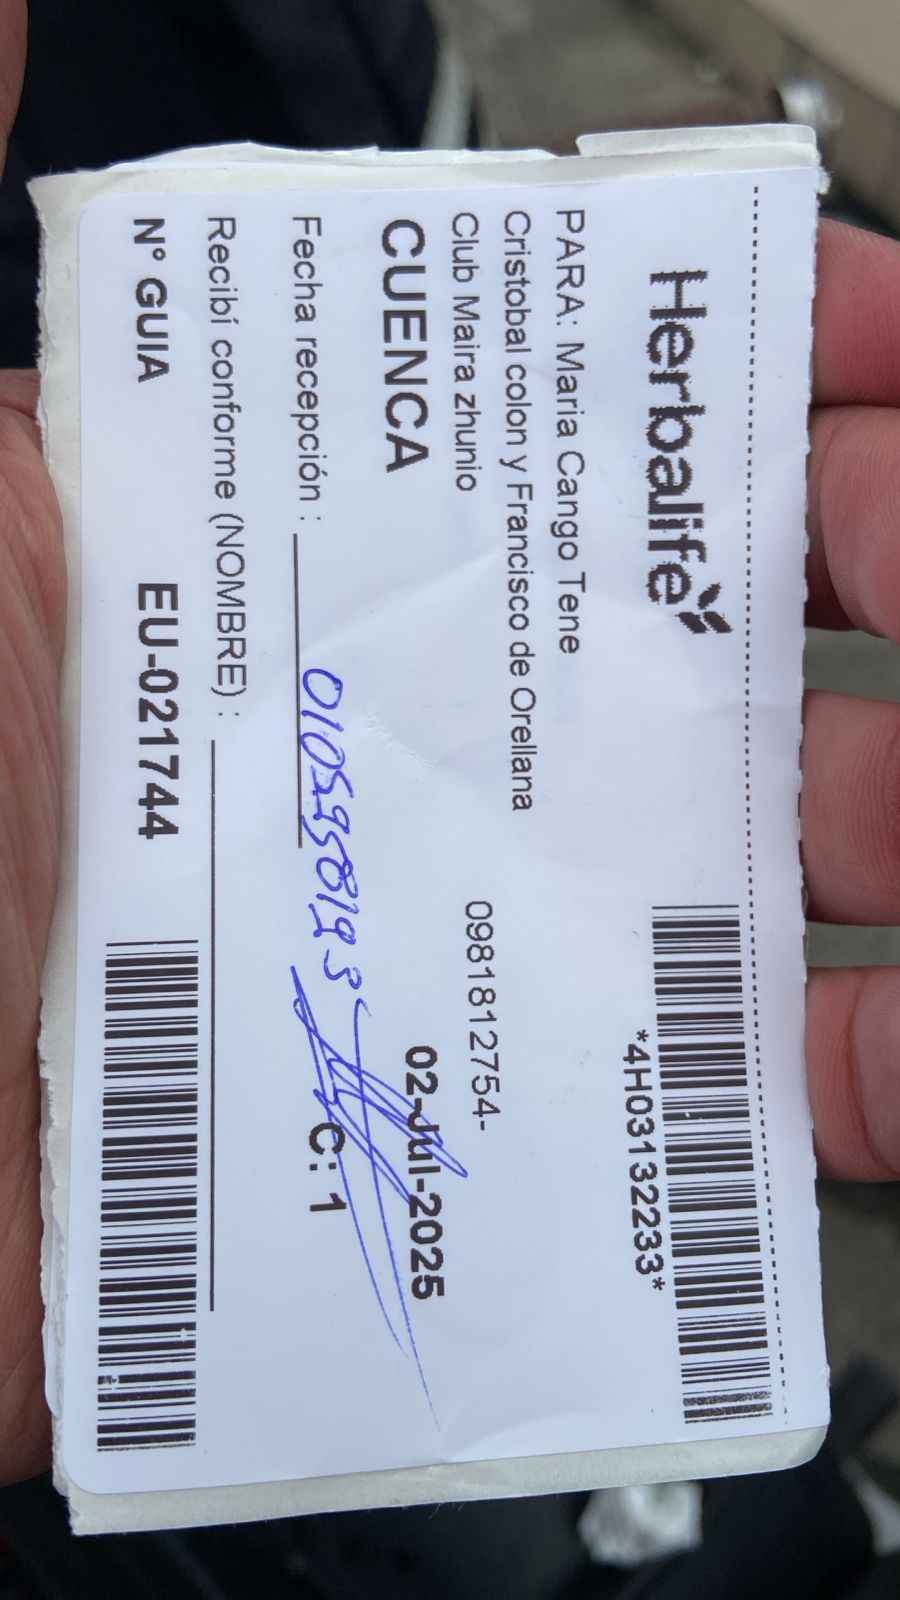 Herbalife
*4H03132233*
PARA: Maria Cango Tene
Cristobal colon y Francisco de Orellana
Club Maira zhunio
0981812754-
CUENCA
02-Jul-2025
Fecha recepción :
C: 1
Recibí conforme (NOMBRE) :
N° GUIA
EU-021744